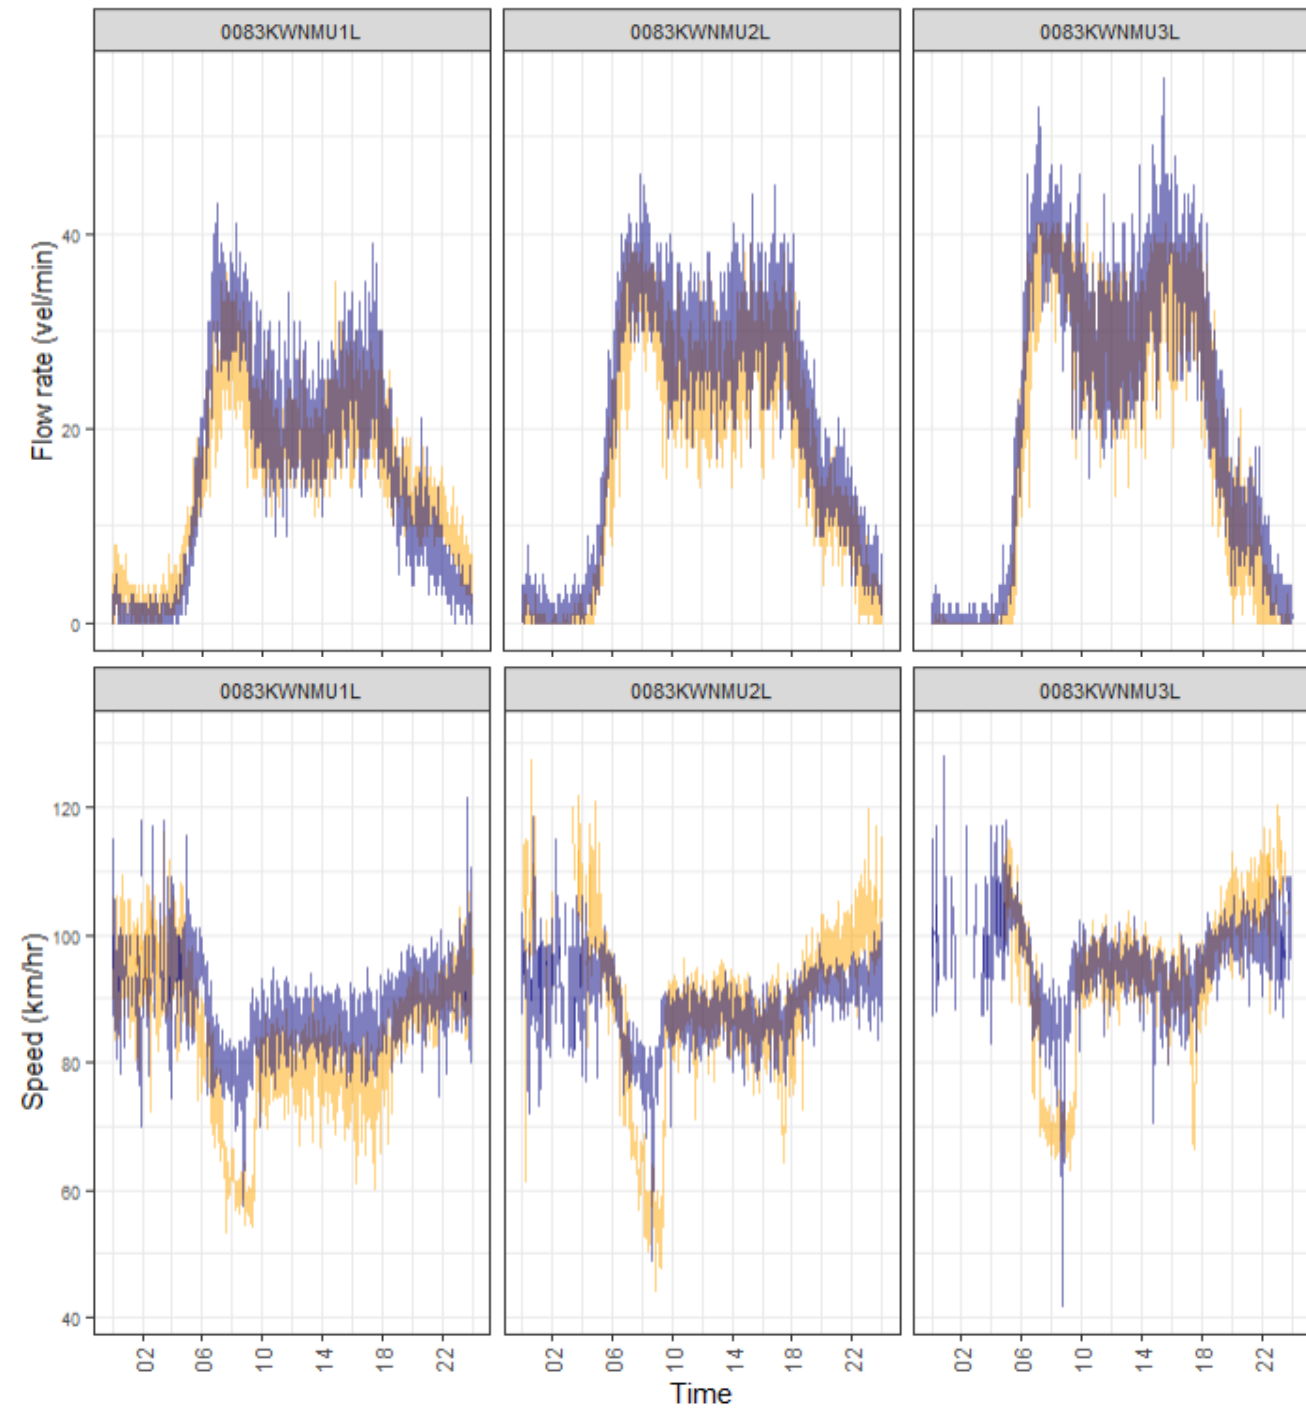 0083KWNMU1L 0083KWNMU2L 0083KWNMU3L
Flow rate (vel/min)
40
20
0
0083KWNMU1L 0083KWNMU2L 0083KWNMU3L
Speed (km/hr)
120
100
80
60
40
02 06 10 14 18 22 02 06 10 14 18 22 02 06 10 14 18 22
Time